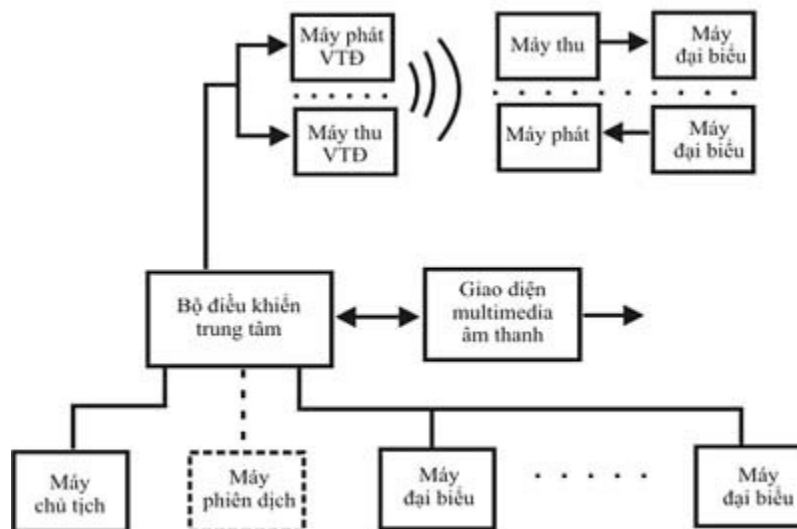 Máy phát
VTĐ
Máy thu
Máy
đại biểu
Máy thu
VTĐ
Máy phát
Máy
đại biểu
Bộ điều khiển
trung tâm
Giao diện
multimedia
âm thanh
Máy
chủ tịch
Máy
phiên dịch
Máy
đại biểu
Máy
đại biểu